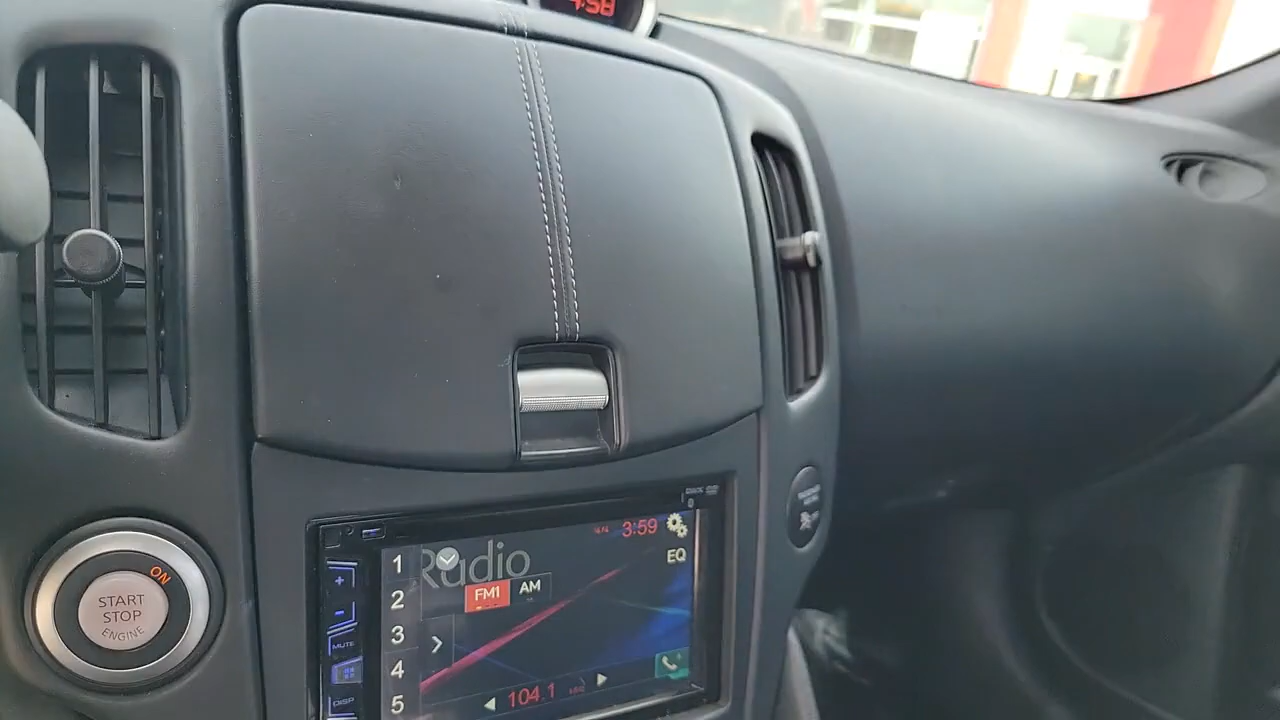 4:58
ON
START
STOP
ENGINE
MUTE
DISP
1
2
3
4
5
Radio
3:59
EQ
FM1
AM
104.1